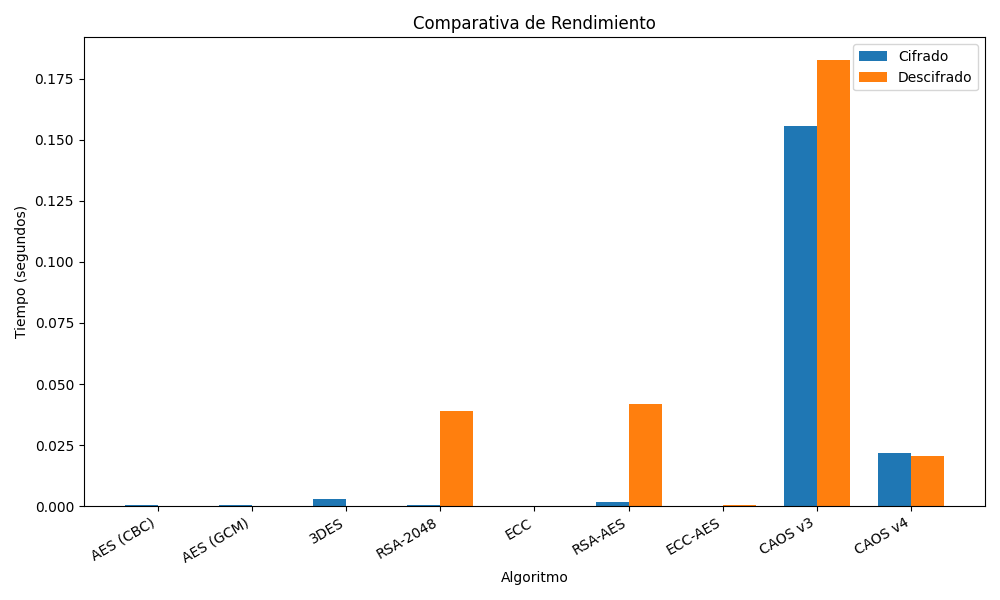 Comparativa de Rendimiento
Cifrado
Descifrado
Tiempo (segundos)
0.175
0.150
0.125
0.100
0.075
0.050
0.025
0.000
AES (CBC)
AES (GCM)
3DES
RSA-2048
ECC
RSA-AES
ECC-AES
CAOS v3
CAOS v4
Algoritmo